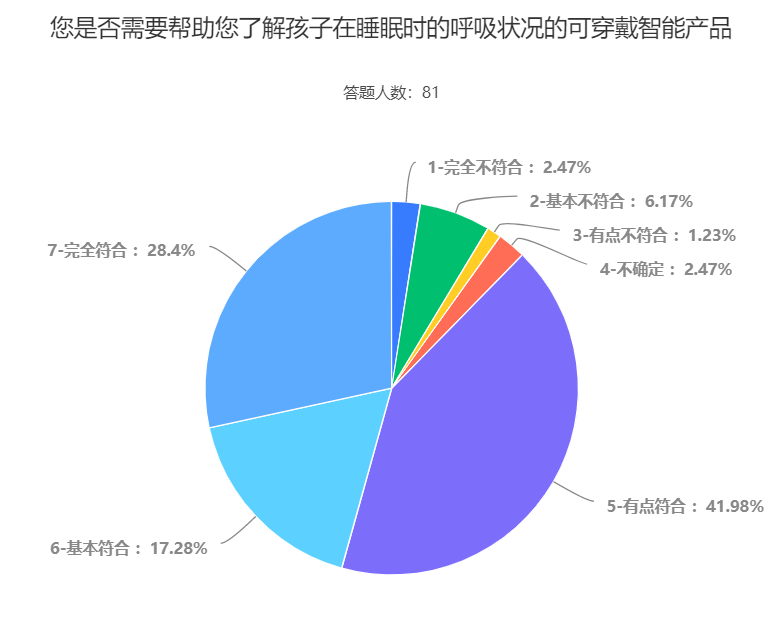 您是否需要帮助您了解孩子在睡眠时的呼吸状况的可穿戴智能产品
答题人数：81
1-完全不符合：2.47%
2-基本不符合：6.17%
3-有点不符合：1.23%
4-不确定：2.47%
7-完全符合：28.4%
5-有点符合：41.98%
6-基本符合：17.28%